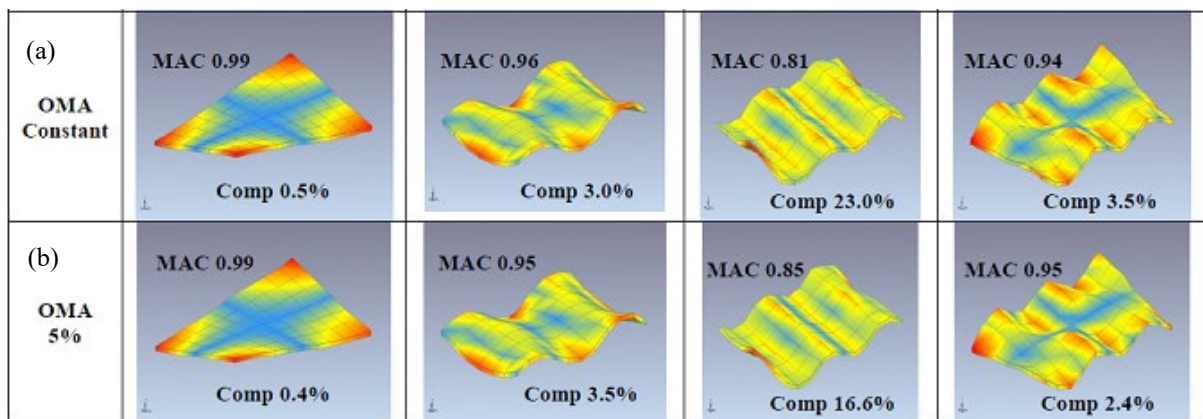 (a)
OMA
Constant
MAC 0.99
Comp 0.5%
MAC 0.96
Comp 3.0%
MAC 0.81
Comp 23.0%
MAC 0.94
Comp 3.5%
(b)
OMA
5%
MAC 0.99
Comp 0.4%
MAC 0.95
Comp 3.5%
MAC 0.85
Comp 16.6%
MAC 0.95
Comp 2.4%